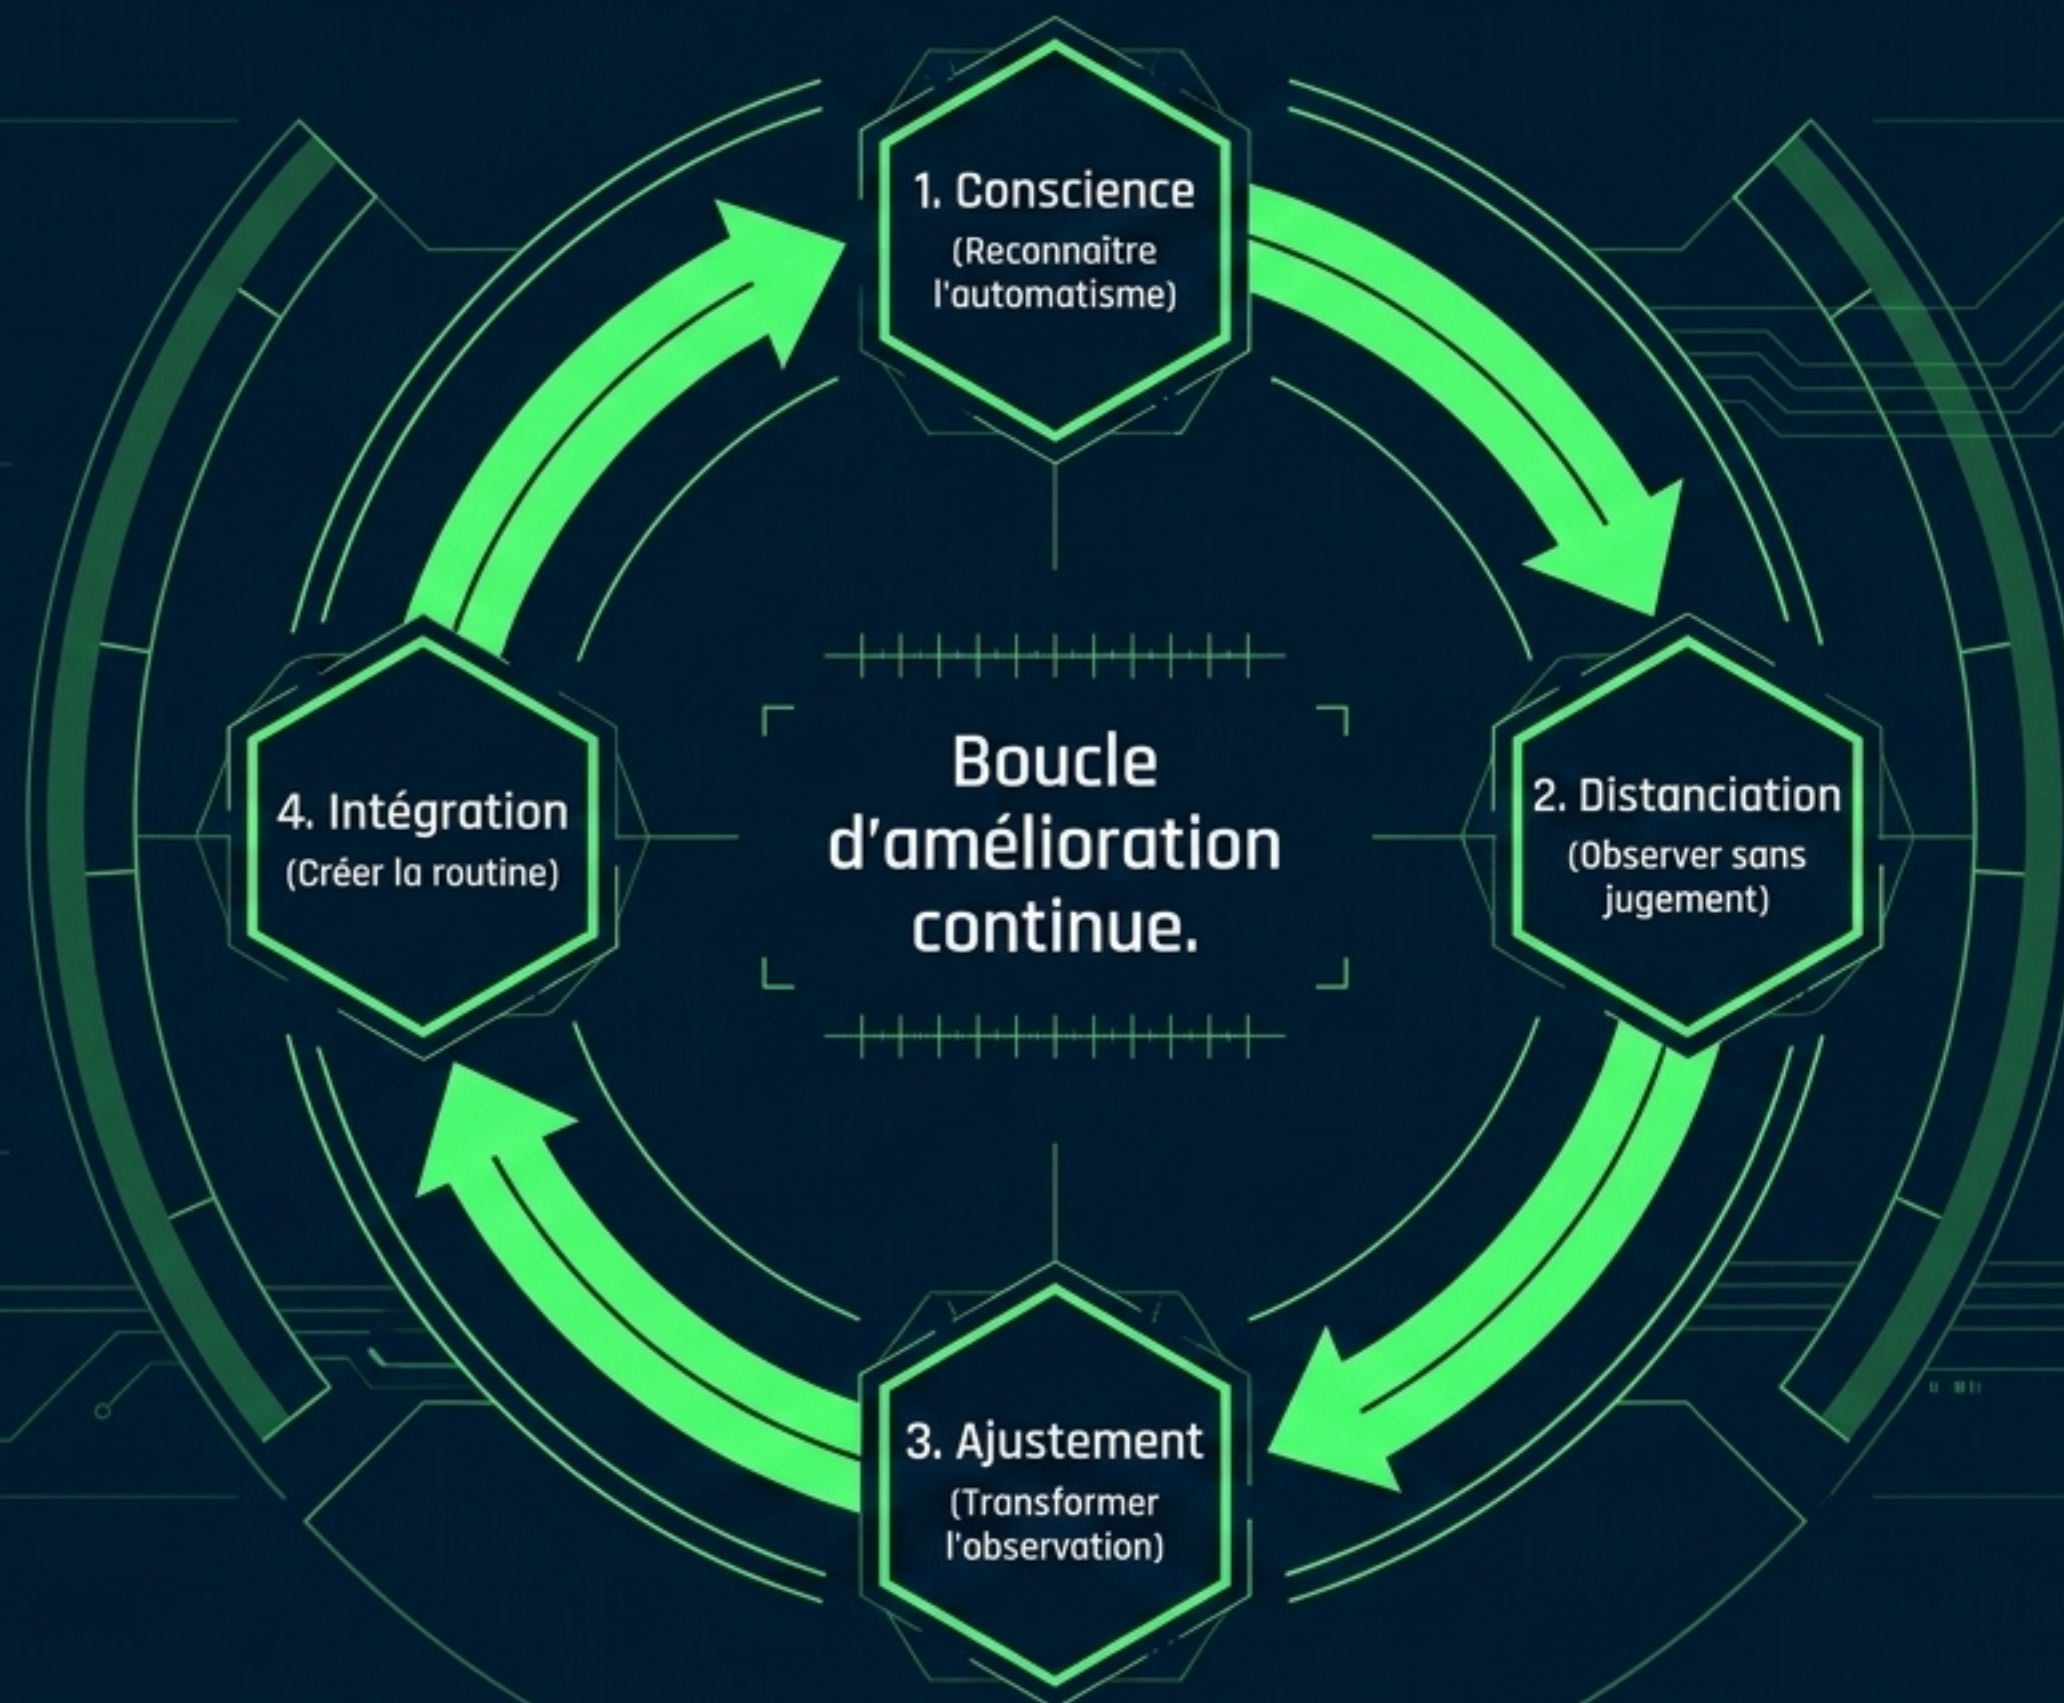 1. Conscience
(Reconnaître
l'automatisme)
2. Distanciation
(Observer sans
jugement)
3. Ajustement
(Transformer
l'observation)
4. Intégration
(Créer la routine)
Boucle
d'amélioration
continue.